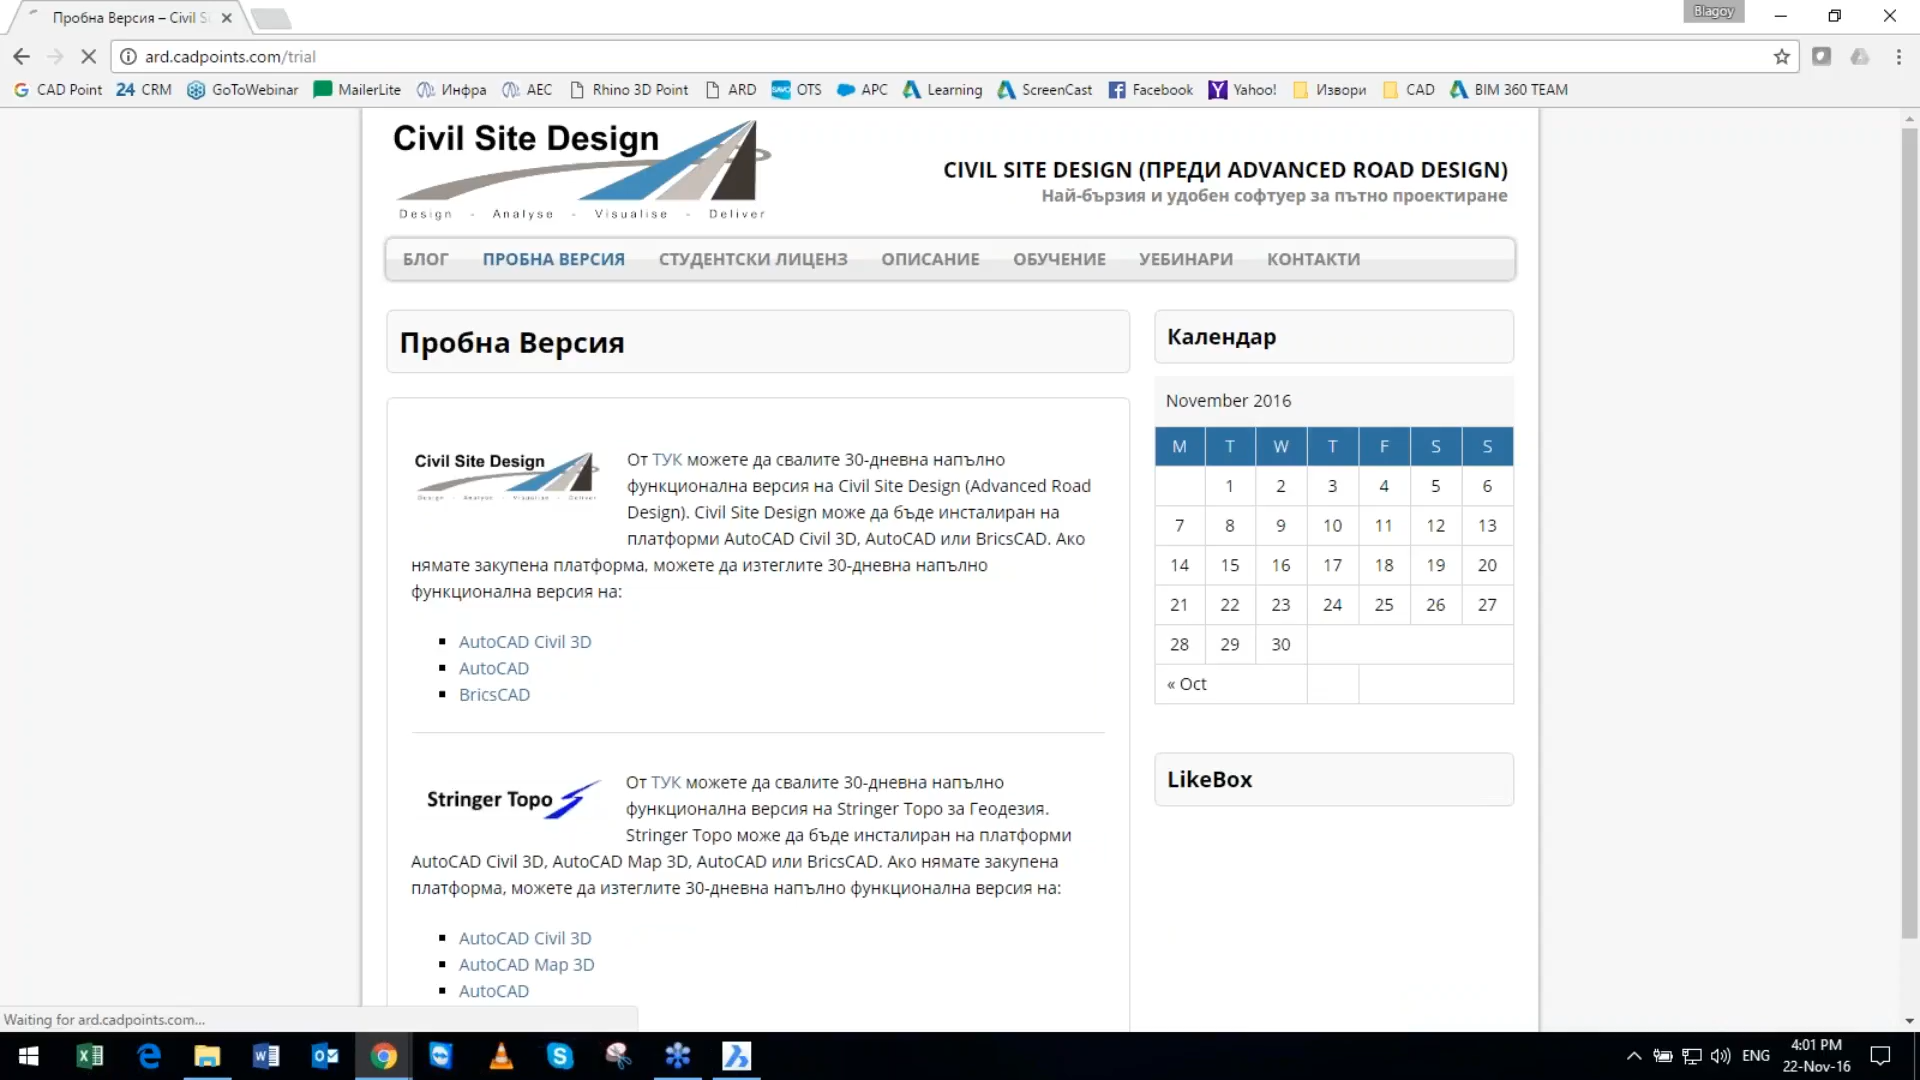 Пробна Версия – Civil S
Blagoy
ard.cadpoints.com/trial
CAD Point
24 CRM
GoToWebinar
MailerLite
Инфра
AEC
Rhino 3D Point
ARD
OTS
APC
Learning
ScreenCast
Facebook
Yahoo!
Извори
CAD
BIM 360 TEAM
Civil Site Design
Design - Analyse - Visualise - Deliver
CIVIL SITE DESIGN (ПРЕДИ ADVANCED ROAD DESIGN)
Най-бързия и удобен софтуер за пътно проектиране
БЛОГ ПРОБНА ВЕРСИЯ СТУДЕНТСКИ ЛИЦЕНЗ ОПИСАНИЕ ОБУЧЕНИЕ УЕБИНАРИ КОНТАКТИ
Пробна Версия
Civil Site Design
Design - Analyse - Visualise - Deliver
От ТУК можете да свалите 30-дневна напълно
функционална версия на Civil Site Design (Advanced Road
Design). Civil Site Design може да бъде инсталиран на
платформи AutoCAD Civil 3D, AutoCAD или BricsCAD. Ако
нямате закупена платформа, можете да изтеглите 30-дневна напълно
функционална версия на:
AutoCAD Civil 3D
AutoCAD
BricsCAD
Stringer Topo
От ТУК можете да свалите 30-дневна напълно
функционална версия на Stringer Topo за Геодезия.
Stringer Topo може да бъде инсталиран на платформи
AutoCAD Civil 3D, AutoCAD Map 3D, AutoCAD или BricsCAD. Ако нямате закупена
платформа, можете да изтеглите 30-дневна напълно функционална версия на:
AutoCAD Civil 3D
AutoCAD Map 3D
AutoCAD
Календар
November 2016
M T W T F S S
1 2 3 4 5 6
7 8 9 10 11 12 13
14 15 16 17 18 19 20
21 22 23 24 25 26 27
28 29 30
« Oct
LikeBox
Waiting for ard.cadpoints.com...
ENG
4:01 PM
22-Nov-16